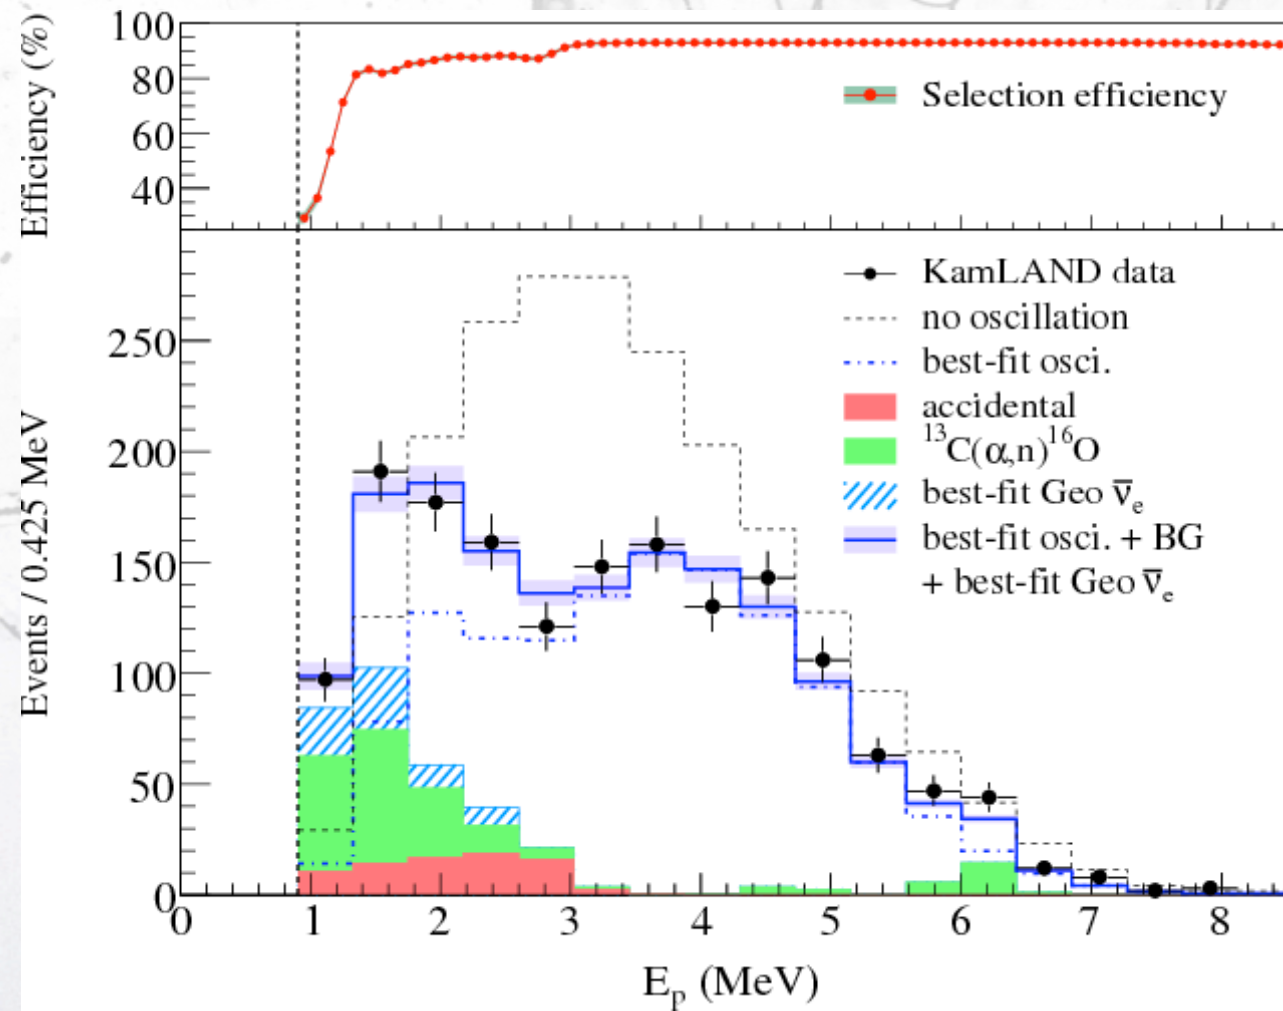 Efficiency (%)
100
80
60
40
Selection efficiency
Events / 0.425 MeV
250
200
150
100
50
0
KamLAND data
no oscillation
best-fit osci.
accidental
¹³C(α,n)¹⁶O
best-fit Geo ν̅ₑ
best-fit osci. + BG
+ best-fit Geo ν̅ₑ
0 1 2 3 4 5 6 7 8
Eₚ (MeV)